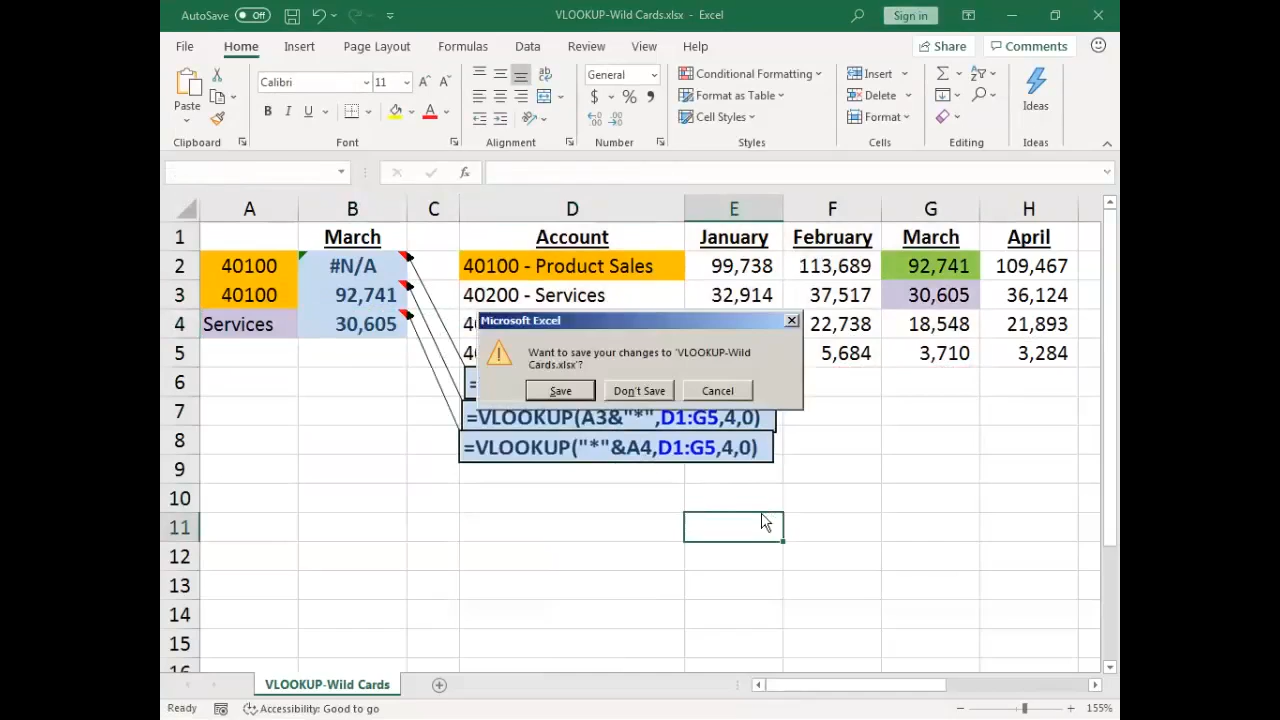 AutoSave Off VLOOKUP-Wild Cards.xlsx - Excel Sign in
File Home Insert Page Layout Formulas Data Review View Help Share Comments
Paste
Calibri 11
B I U
ab
General
$ % ,
Conditional Formatting
Format as Table
Cell Styles
Insert
Delete
Format
Ideas
Clipboard Font Alignment Number Styles Cells Editing Ideas
fx
A B C D E F G H
1 March Account January February March April
2 40100 #N/A 40100 - Product Sales 99,738 113,689 92,741 109,467
3 40100 92,741 40200 - Services 32,914 37,517 30,605 36,124
4 Services 30,605 22,738 18,548 21,893
5 5,684 3,710 3,284
Microsoft Excel
Want to save your changes to 'VLOOKUP-Wild
Cards.xlsx'?
Save Don't Save Cancel
6 =
7 =VLOOKUP(A3&"*",D1:G5,4,0)
8 =VLOOKUP("*"&A4,D1:G5,4,0)
9
10
11
12
13
14
15
16
VLOOKUP-Wild Cards
Ready Accessibility: Good to go 155%